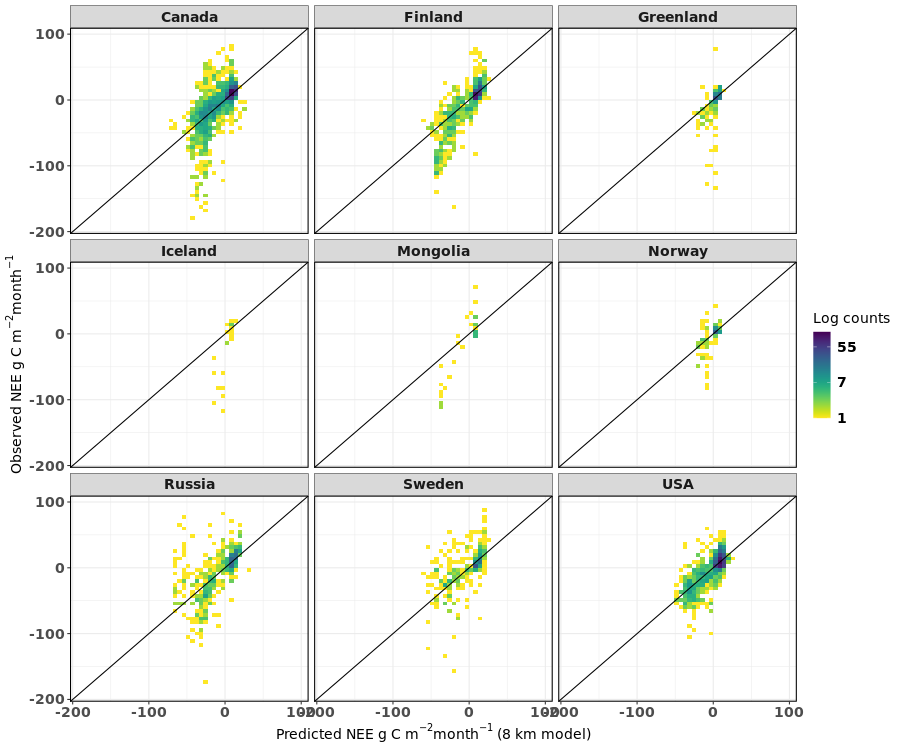 Canada Finland Greenland
100
0
-100
-200
Iceland Mongolia Norway
100
0
-100
-200
Russia Sweden USA
100
0
-100
-200
-200 -100 0 100 -200 -100 0 100 -200 -100 0 100
Predicted NEE g C m−2month−1 (8 km model)
Observed NEE g C m−2month−1
Log counts
55
7
1